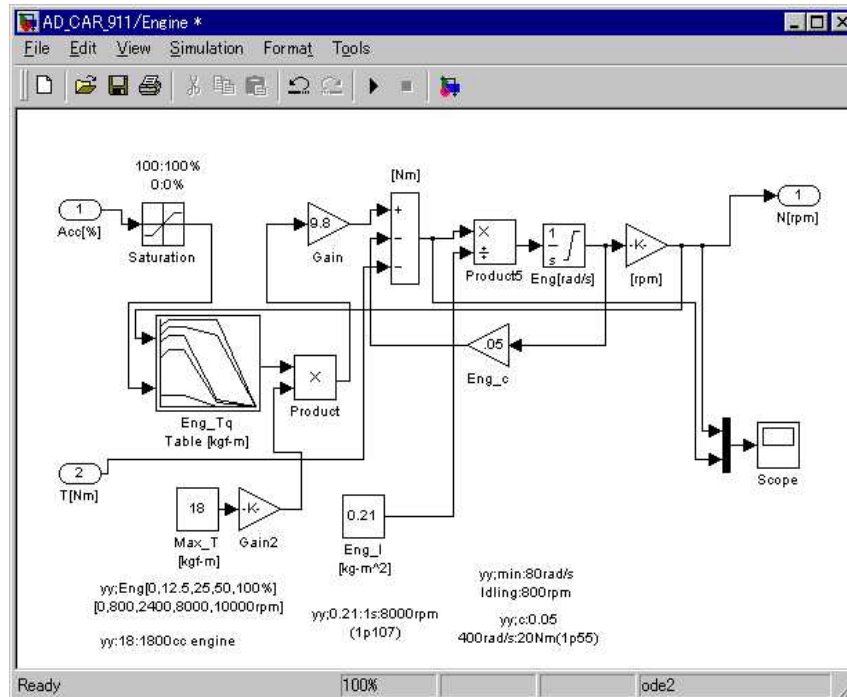 AD_CAR_911/Engine *
File Edit View Simulation Format Tools
100:100%
0:0%
[Nm]
1
Acc[%]
Saturation
9.8
Gain
+
−
−
×
÷
Product5
1
s
Eng[rad/s]
-K-
[rpm]
1
N[rpm]
Eng_Tq
Table [kgf-m]
×
Product
.05
Eng_c
2
T[Nm]
18
Max_T
[kgf-m]
-K-
Gain2
0.21
Eng_I
[kg-m^2]
Scope
yy;Eng[0,12.5,25,50,100%]
[0,800,2400,8000,10000rpm]
yy:18:1800cc engine
yy;0.21:1s:8000rpm
(1p107)
yy;min:80rad/s
Idling:800rpm
yy;c:0.05
400rad/s:20Nm(1p55)
Ready 100% ode2